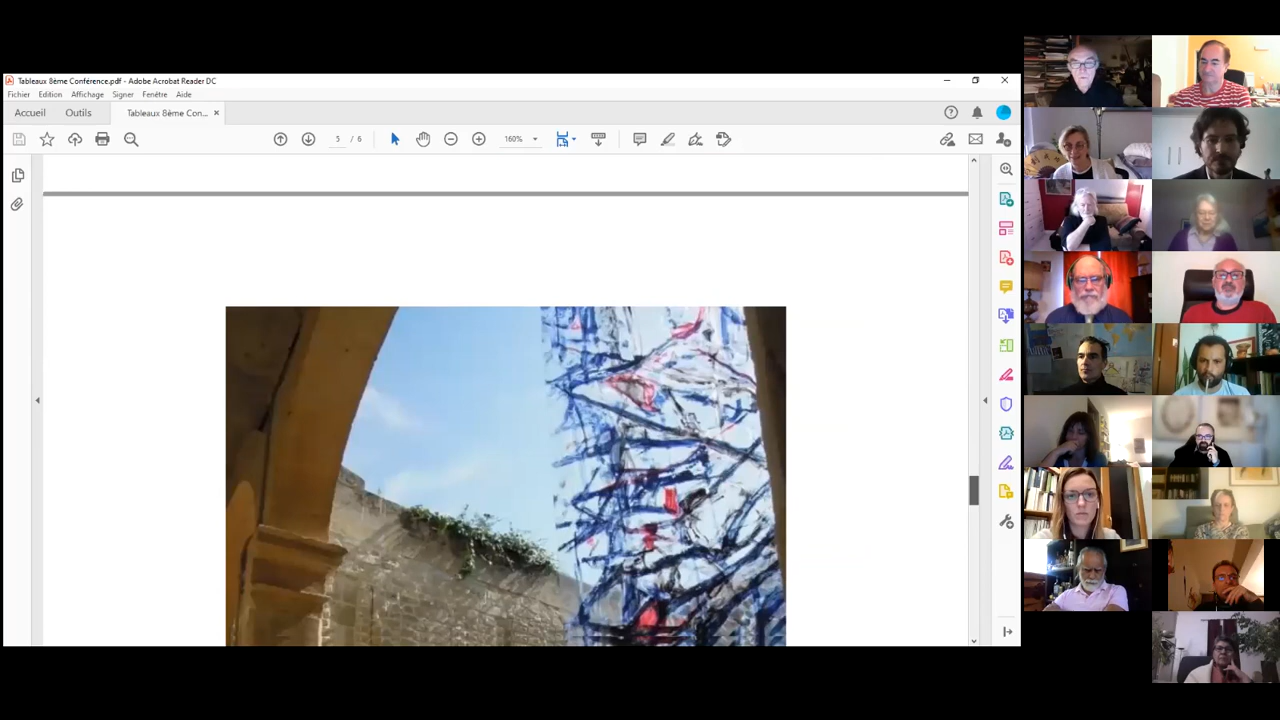 Tableaux 8ème Conférence.pdf - Adobe Acrobat Reader DC
Fichier Edition Affichage Signer Fenêtre Aide
Accueil Outils Tableaux 8ème Con... ×
5 / 6 160%